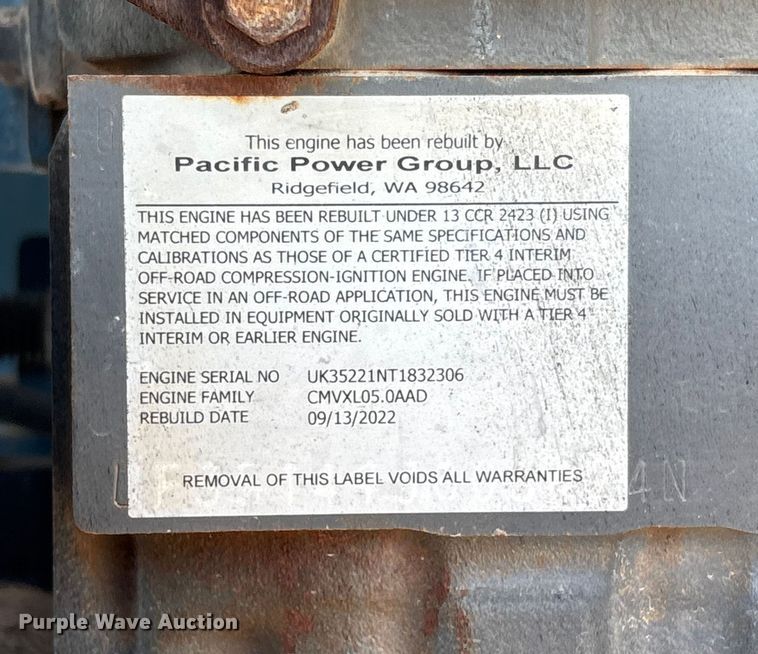 This engine has been rebuilt by
Pacific Power Group, LLC
Ridgefield, WA 98642
THIS ENGINE HAS BEEN REBUILT UNDER 13 CCR 2423 (I) USING
MATCHED COMPONENTS OF THE SAME SPECIFICATIONS AND
CALIBRATIONS AS THOSE OF A CERTIFIED TIER 4 INTERIM
OFF-ROAD COMPRESSION-IGNITION ENGINE. IF PLACED INTO
SERVICE IN AN OFF-ROAD APPLICATION, THIS ENGINE MUST BE
INSTALLED IN EQUIPMENT ORIGINALLY SOLD WITH A TIER 4
INTERIM OR EARLIER ENGINE.
ENGINE SERIAL NO UK35221NT1832306
ENGINE FAMILY CMVXL05.0AAD
REBUILD DATE 09/13/2022
REMOVAL OF THIS LABEL VOIDS ALL WARRANTIES
4N
Purple Wave Auction